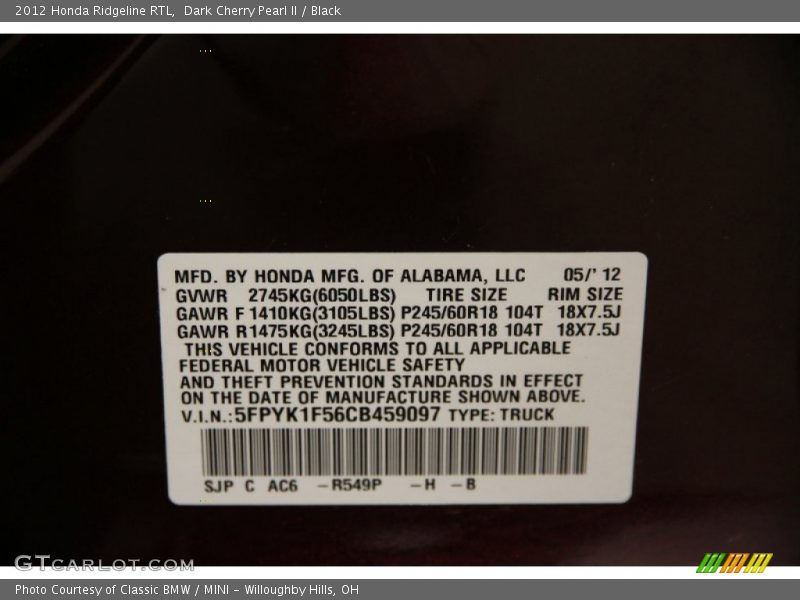 2012 Honda Ridgeline RTL, Dark Cherry Pearl II / Black
MFD. BY HONDA MFG. OF ALABAMA, LLC 05/' 12
GVWR 2745KG(6050LBS) TIRE SIZE RIM SIZE
GAWR F 1410KG(3105LBS) P245/60R18 104T 18X7.5J
GAWR R1475KG(3245LBS) P245/60R18 104T 18X7.5J
THIS VEHICLE CONFORMS TO ALL APPLICABLE
FEDERAL MOTOR VEHICLE SAFETY
AND THEFT PREVENTION STANDARDS IN EFFECT
ON THE DATE OF MANUFACTURE SHOWN ABOVE.
V.I.N.:5FPYK1F56CB459097 TYPE: TRUCK
SJP C AC6 -R549P -H -B
GTCARLOT.COM
Photo Courtesy of Classic BMW / MINI - Willoughby Hills, OH